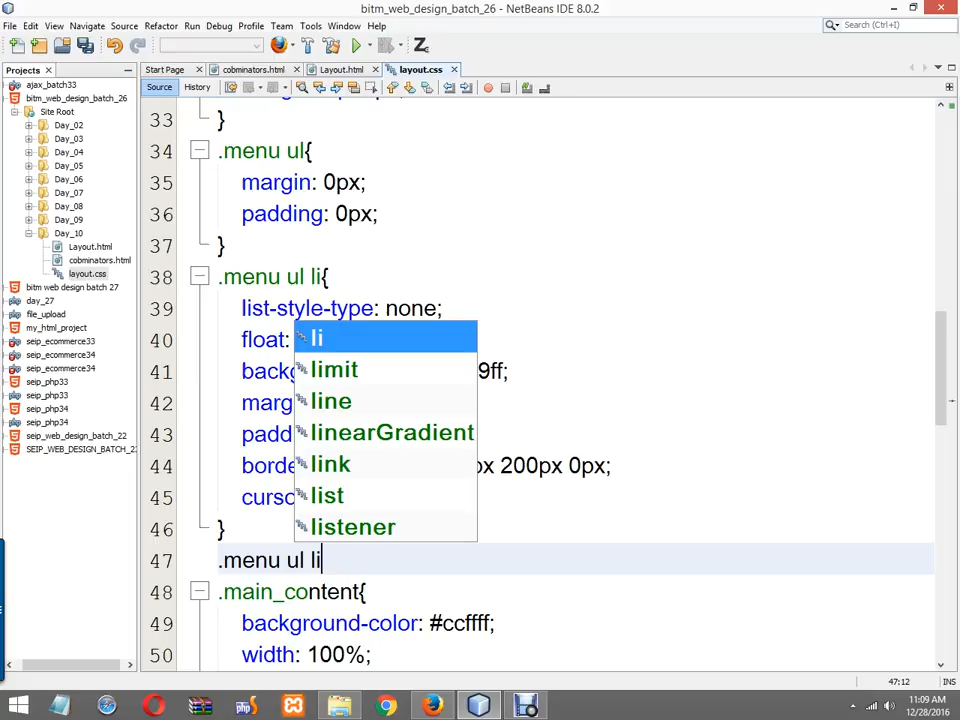 bitm_web_design_batch_26 - NetBeans IDE 8.0.2
File Edit View Navigate Source Refactor Run Debug Profile Team Tools Window Help
Search (Ctrl+I)
Projects
Start Page
cobminators.html
Layout.html
layout.css
Source
History
ajax_batch33
bitm_web_design_batch_26
Site Root
Day_02
Day_03
Day_04
Day_05
Day_06
Day_07
Day_08
Day_09
Day_10
Layout.html
cobminators.html
layout.css
bitm web design batch 27
day_27
file_upload
my_html_project
seip_ecommerce33
seip_ecommerce34
seip_ecommerce34
seip_php33
seip_php33
seip_php34
seip_php34
seip_web_design_batch_22
SEIP_WEB_DESIGN_BATCH_2
33 }
34 .menu ul{
35 margin: 0px;
36 padding: 0px;
37 }
38 .menu ul li{
39 list-style-type: none;
40 float:
41 backg 9ff;
42 marg
43 padd
44 borde px 200px 0px;
45 curso
46 }
47 .menu ul li
48 .main_content{
49 background-color: #ccffff;
50 width: 100%;
li
limit
line
linearGradient
link
list
listener
47:12
INS
11:09 AM
12/28/2016